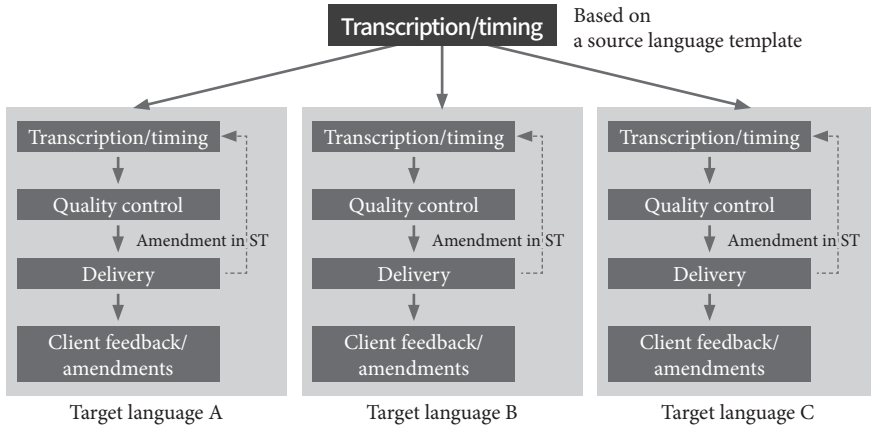 Transcription/timing
Based on
a source language template
Transcription/timing
Quality control
Amendment in ST
Delivery
Client feedback/
amendments
Target language A
Transcription/timing
Quality control
Amendment in ST
Delivery
Client feedback/
amendments
Target language B
Transcription/timing
Quality control
Amendment in ST
Delivery
Client feedback/
amendments
Target language C